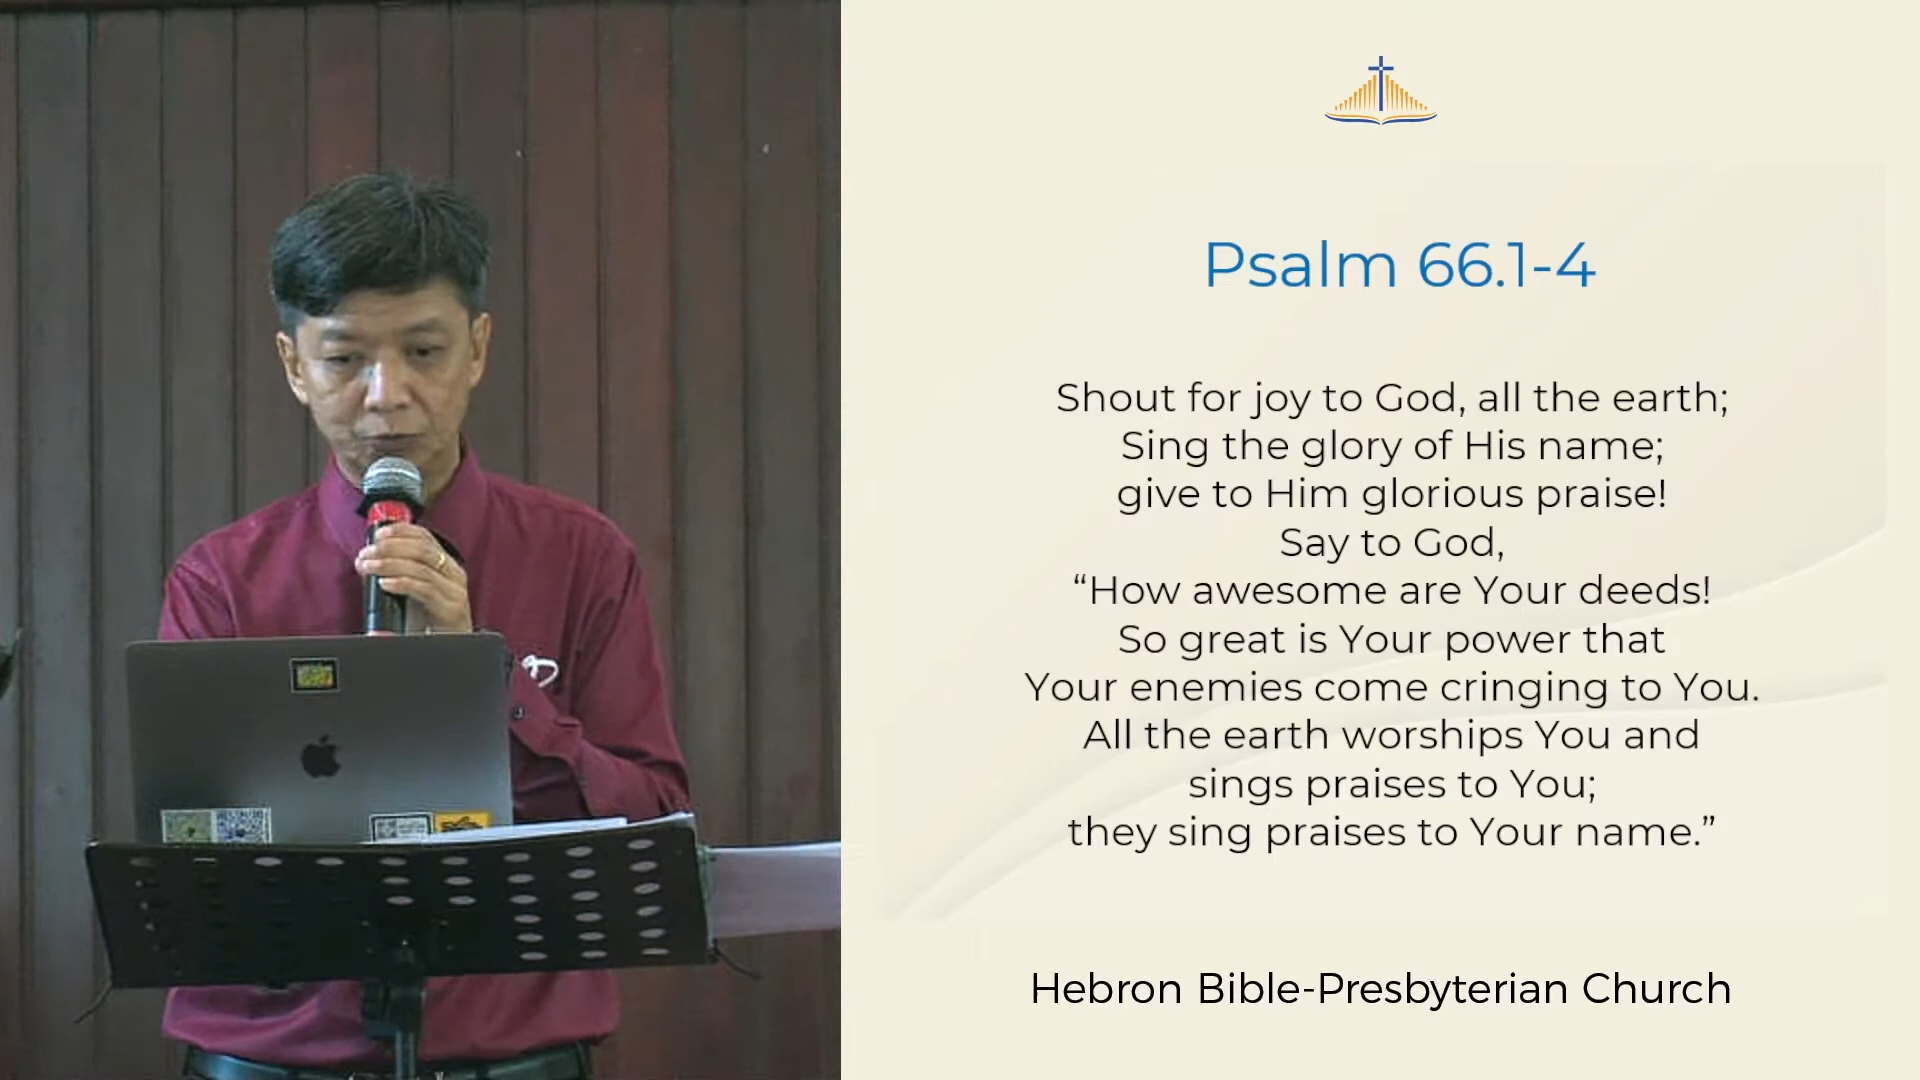 Psalm 66.1-4
Shout for joy to God, all the earth;
Sing the glory of His name;
give to Him glorious praise!
Say to God,
“How awesome are Your deeds!
So great is Your power that
Your enemies come cringing to You.
All the earth worships You and
sings praises to You;
they sing praises to Your name.”
Hebron Bible-Presbyterian Church